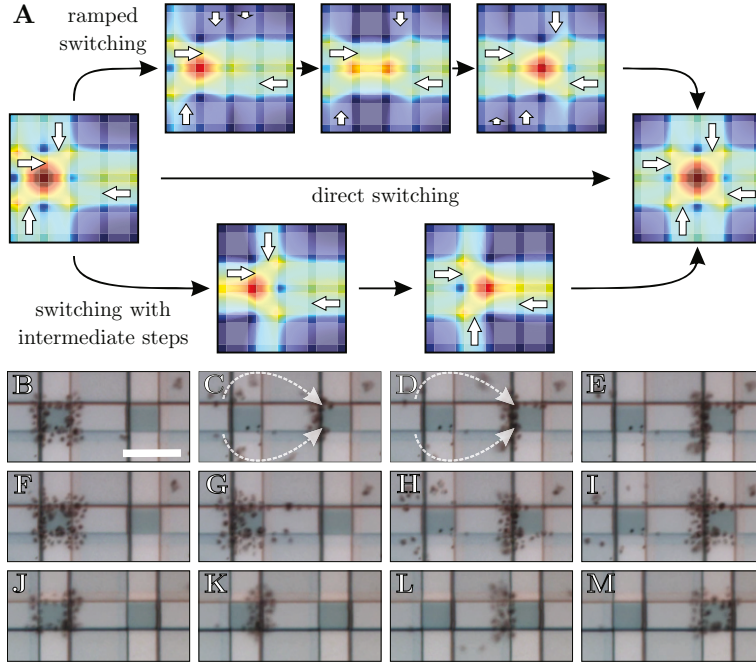 A
ramped
switching
direct switching
switching with
intermediate steps
B
C
D
E
F
G
H
I
J
K
L
M